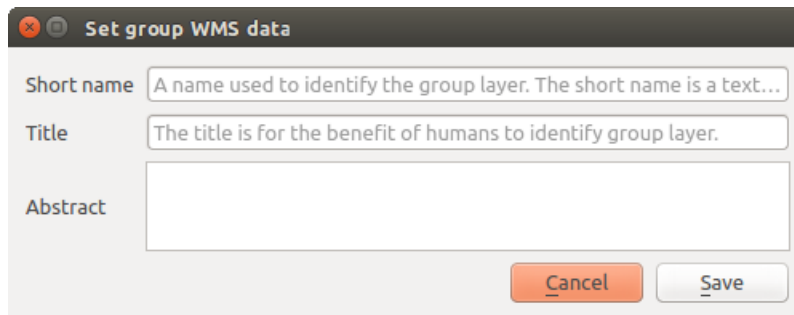 Set group WMS data
Short name A name used to identify the group layer. The short name is a text...
Title The title is for the benefit of humans to identify group layer.
Abstract
Cancel Save